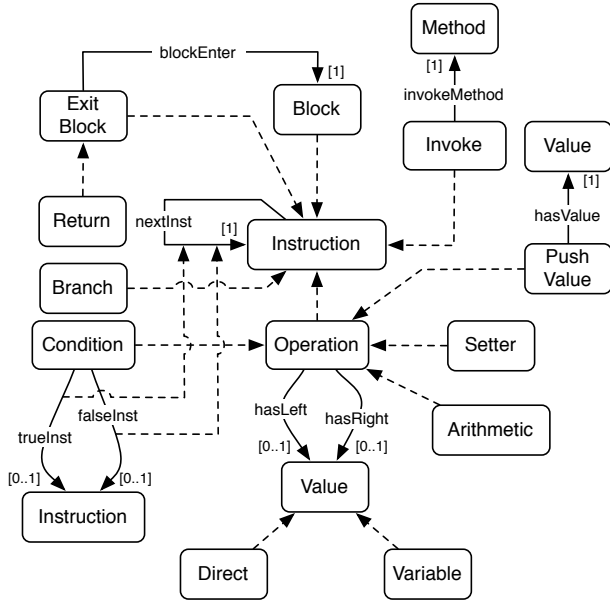 Method
blockEnter
[1]
[1]
Exit
Block
Block
invokeMethod
Invoke
Value
[1]
Return
nextInst
[1]
Instruction
hasValue
Push
Value
Branch
Condition
Operation
Setter
hasLeft
hasRight
falseInst
trueInst
Arithmetic
[0..1]
[0..1]
[0..1]
[0..1]
Value
Instruction
Direct
Variable